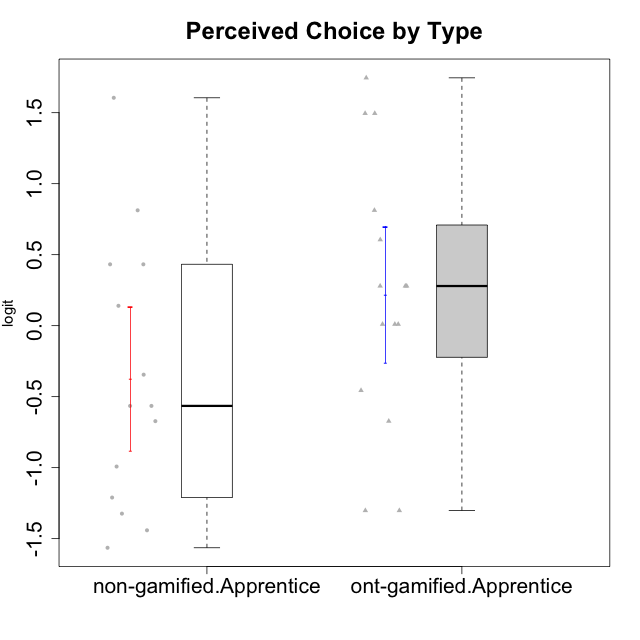 Perceived Choice by Type
logit
1.5
1.0
0.5
0.0
-0.5
-1.0
-1.5
non-gamified.Apprentice
ont-gamified.Apprentice